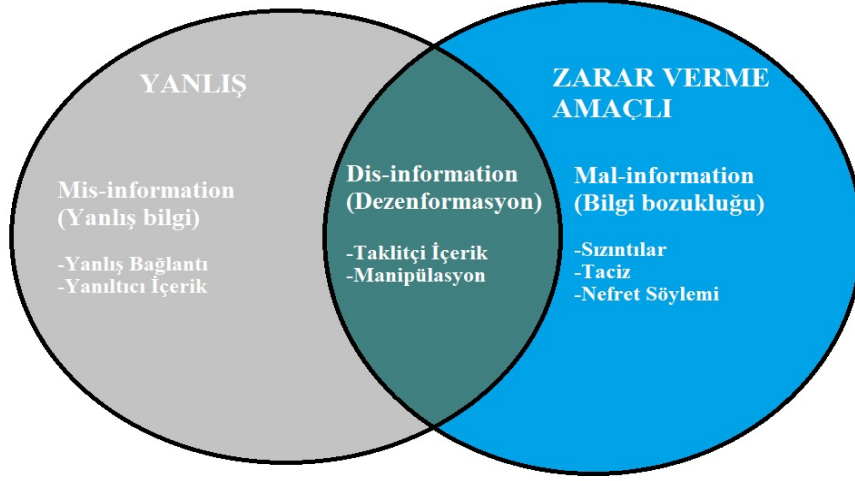 YANLIŞ
Mis-information
(Yanlış bilgi)
-Yanlış Bağlantı
-Yanıltıcı İçerik
Dis-information
(Dezenformasyon)
-Taklitçi İçerik
-Manipülasyon
ZARAR VERME
AMAÇLI
Mal-information
(Bilgi bozukluğu)
-Sızıntılar
-Taciz
-Nefret Söylemi